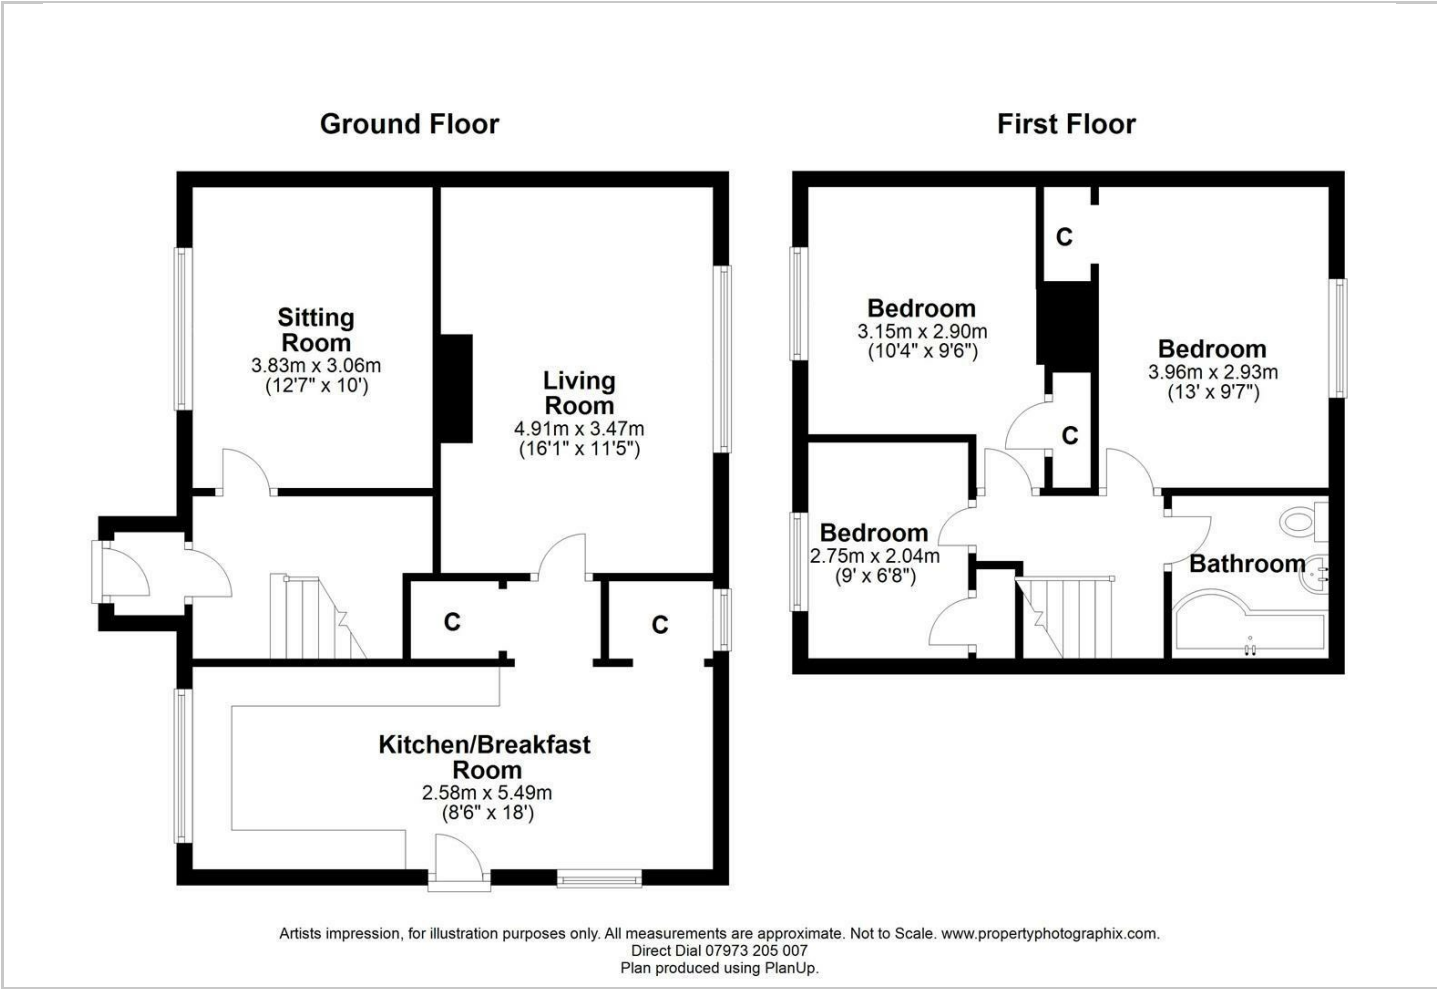 Ground Floor
First Floor
Sitting
Room
3.83m x 3.06m
(12'7" x 10')
Living
Room
4.91m x 3.47m
(16'1" x 11'5")
C
C
Kitchen/Breakfast
Room
2.58m x 5.49m
(8'6" x 18')
C
Bedroom
3.15m x 2.90m
(10'4" x 9'6")
Bedroom
3.96m x 2.93m
(13' x 9'7")
C
Bedroom
2.75m x 2.04m
(9' x 6'8")
Bathroom
Artists impression, for illustration purposes only. All measurements are approximate. Not to Scale. www.propertyphotographix.com.
Direct Dial 07973 205 007
Plan produced using PlanUp.